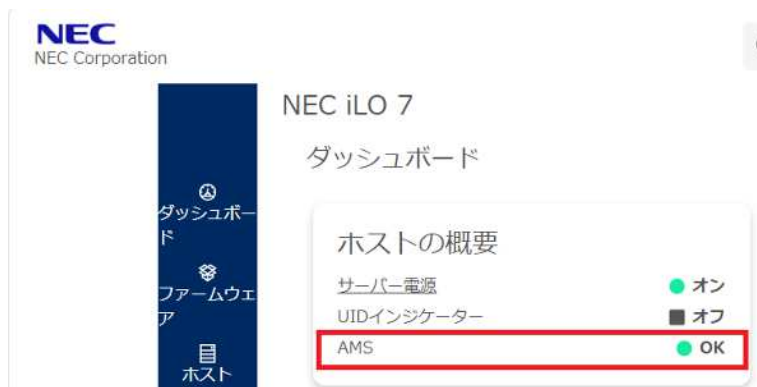 NEC
NEC Corporation
NEC iLO 7
ダッシュボード
ダッシュボー
ド
ファームウェ
ア
ホスト
ホストの概要
サーバー電源 オン
UIDインジケーター オフ
AMS OK